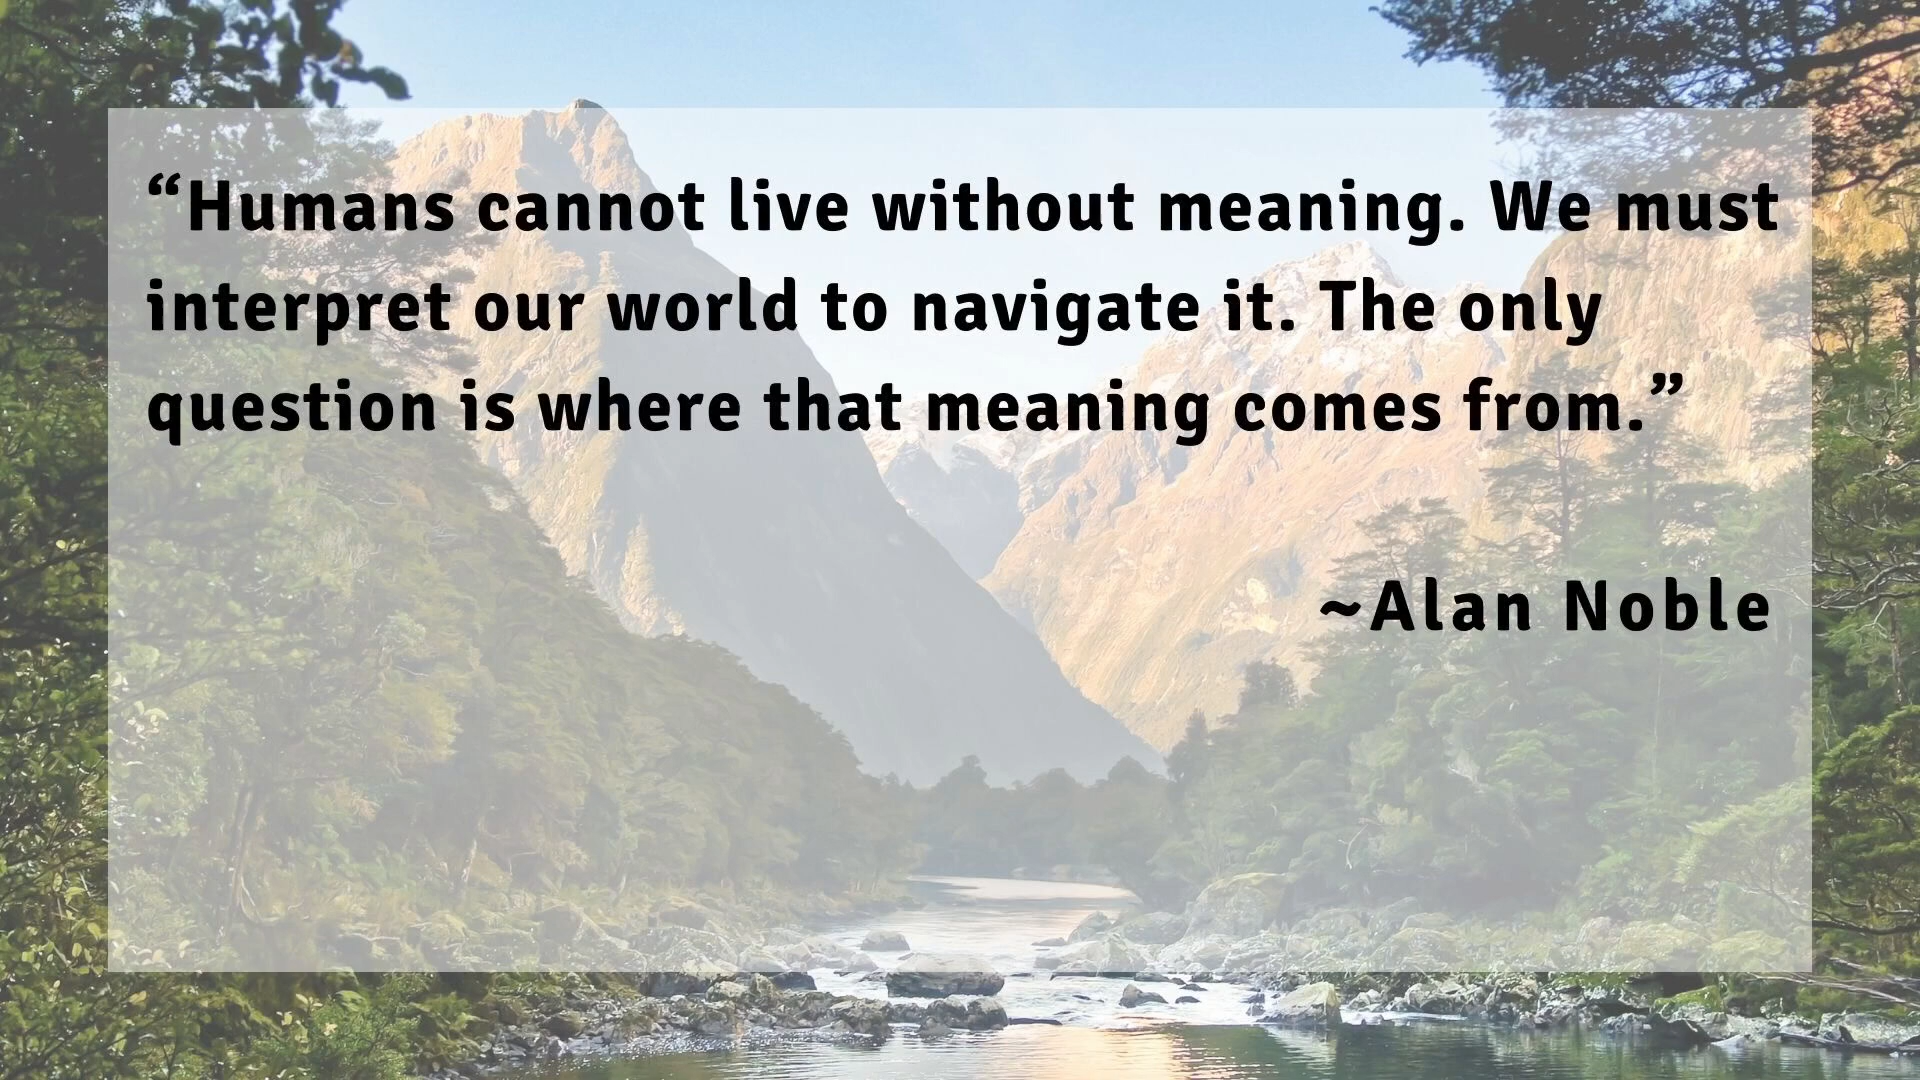 “Humans cannot live without meaning. We must
interpret our world to navigate it. The only
question is where that meaning comes from.”
~Alan Noble